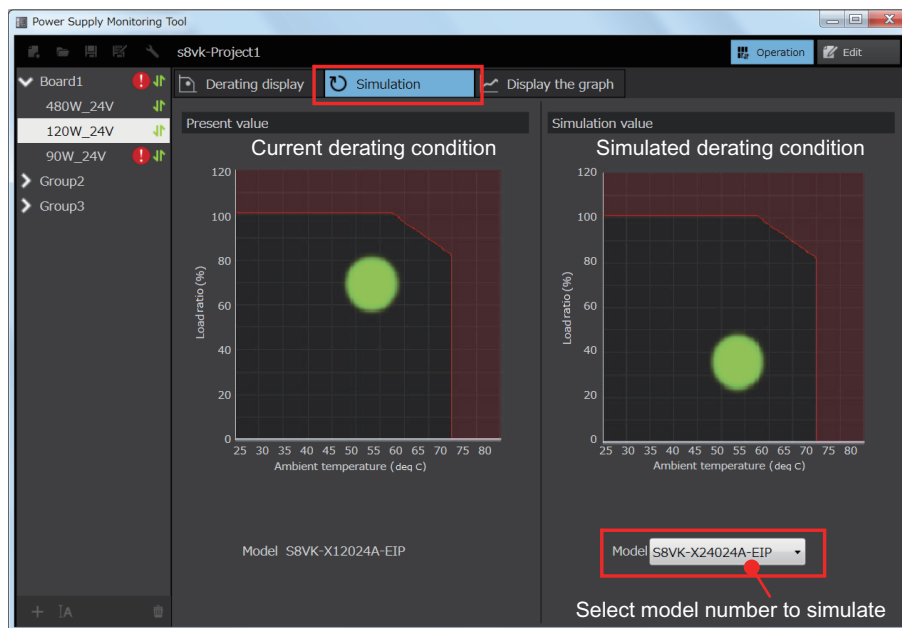 Power Supply Monitoring Tool
s8vk-Project1
Operation
Edit
Board1
480W_24V
120W_24V
90W_24V
Group2
Group3
Derating display
Simulation
Display the graph
Present value
Current derating condition
120
100
80
60
40
20
0
Load ratio (%)
25 30 35 40 45 50 55 60 65 70 75 80
Ambient temperature (deg C)
Model S8VK-X12024A-EIP
Simulation value
Simulated derating condition
120
100
80
60
40
20
0
Load ratio (%)
25 30 35 40 45 50 55 60 65 70 75 80
Ambient temperature (deg C)
Model S8VK-X24024A-EIP
Select model number to simulate
+ IA